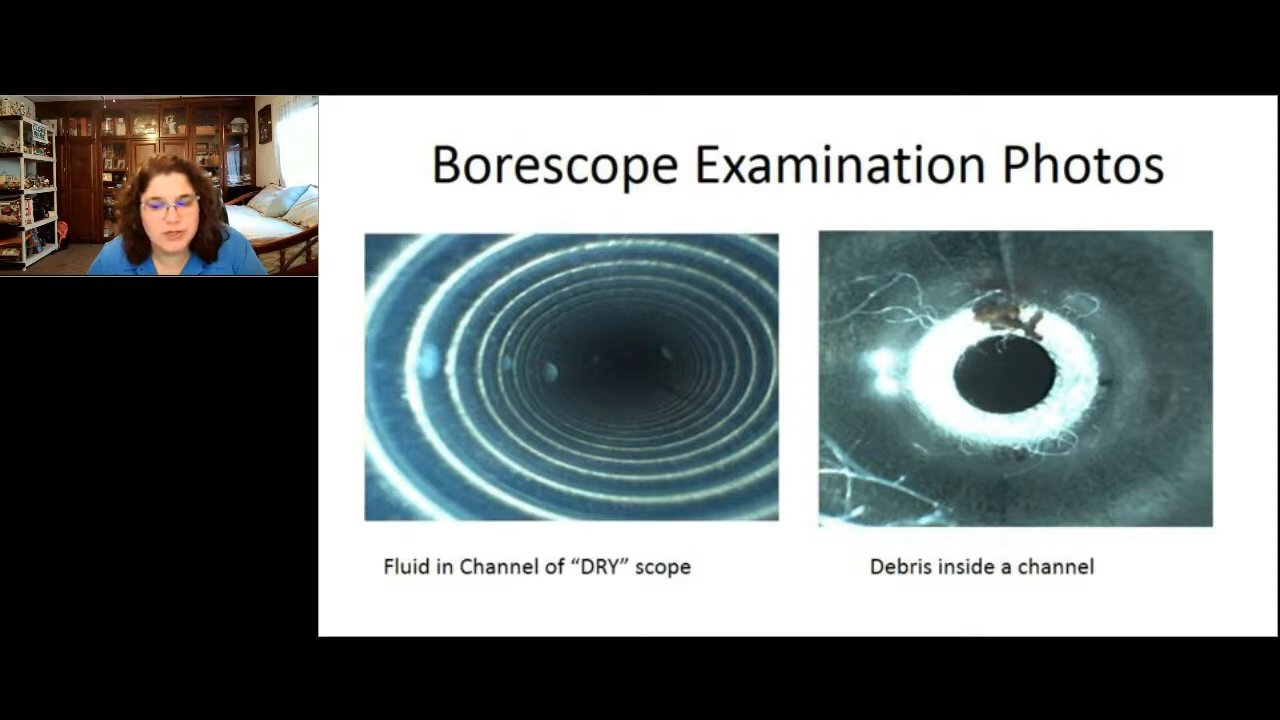 Borescope Examination Photos
Fluid in Channel of “DRY” scope
Debris inside a channel